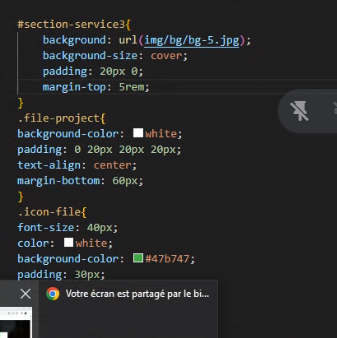 #section-service3{
background: url(img/bg/bg-5.jpg);
background-size: cover;
padding: 20px 0;
margin-top: 5rem;
}
.file-project{
background-color: white;
padding: 0 20px 20px 20px;
text-align: center;
margin-bottom: 60px;
}
.icon-file{
font-size: 40px;
color: white;
background-color: #47b747;
padding: 30px;
Votre écran est partagé par le bi...